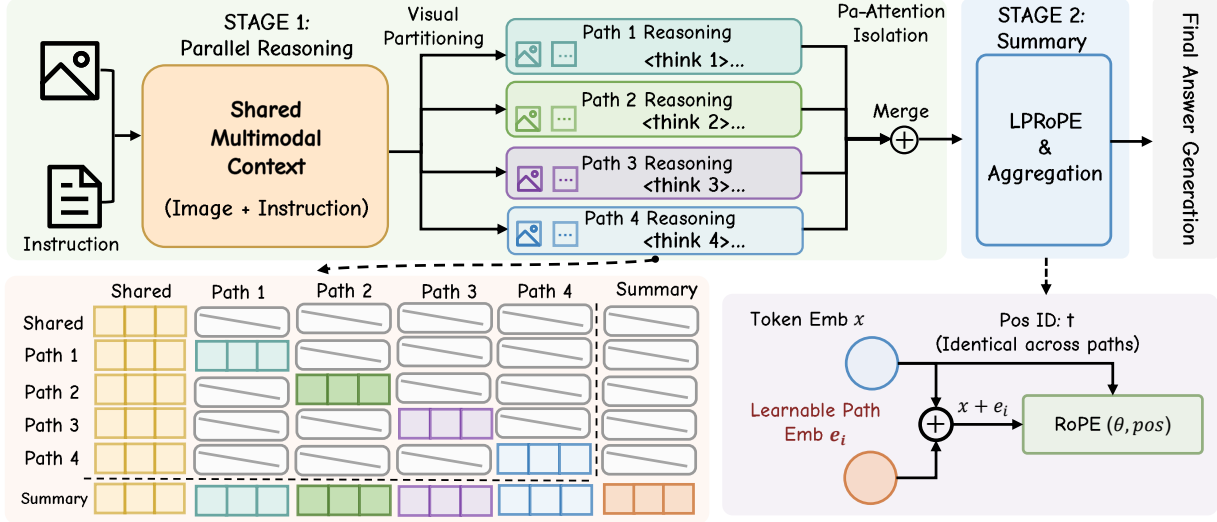 STAGE 1:
Parallel Reasoning
Instruction
Shared
Multimodal
Context
(Image + Instruction)
Visual
Partitioning
Path 1 Reasoning
<think 1>...
Path 2 Reasoning
<think 2>...
Path 3 Reasoning
<think 3>...
Path 4 Reasoning
<think 4>...
Pa-Attention
Isolation
Merge
STAGE 2:
Summary
LPRoPE
&
Aggregation
Final Answer Generation
Shared Path 1 Path 2 Path 3 Path 4 Summary
Shared
Path 1
Path 2
Path 3
Path 4
Summary
Token Emb x
Pos ID: t
(Identical across paths)
Learnable Path
Emb e_i
x + e_i
RoPE (θ, pos)